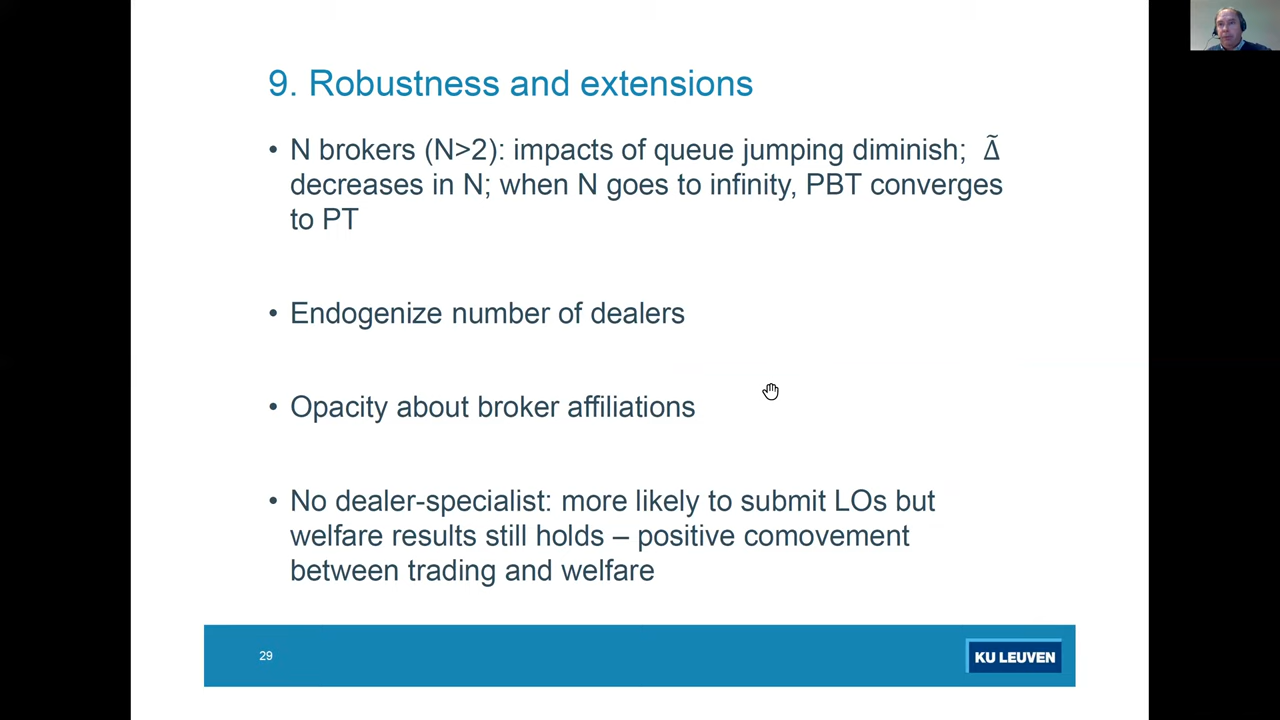 9. Robustness and extensions
• N brokers (N>2): impacts of queue jumping diminish; Δ̃
decreases in N; when N goes to infinity, PBT converges
to PT
• Endogenize number of dealers
• Opacity about broker affiliations
• No dealer-specialist: more likely to submit LOs but
welfare results still holds – positive comovement
between trading and welfare
29
KU LEUVEN